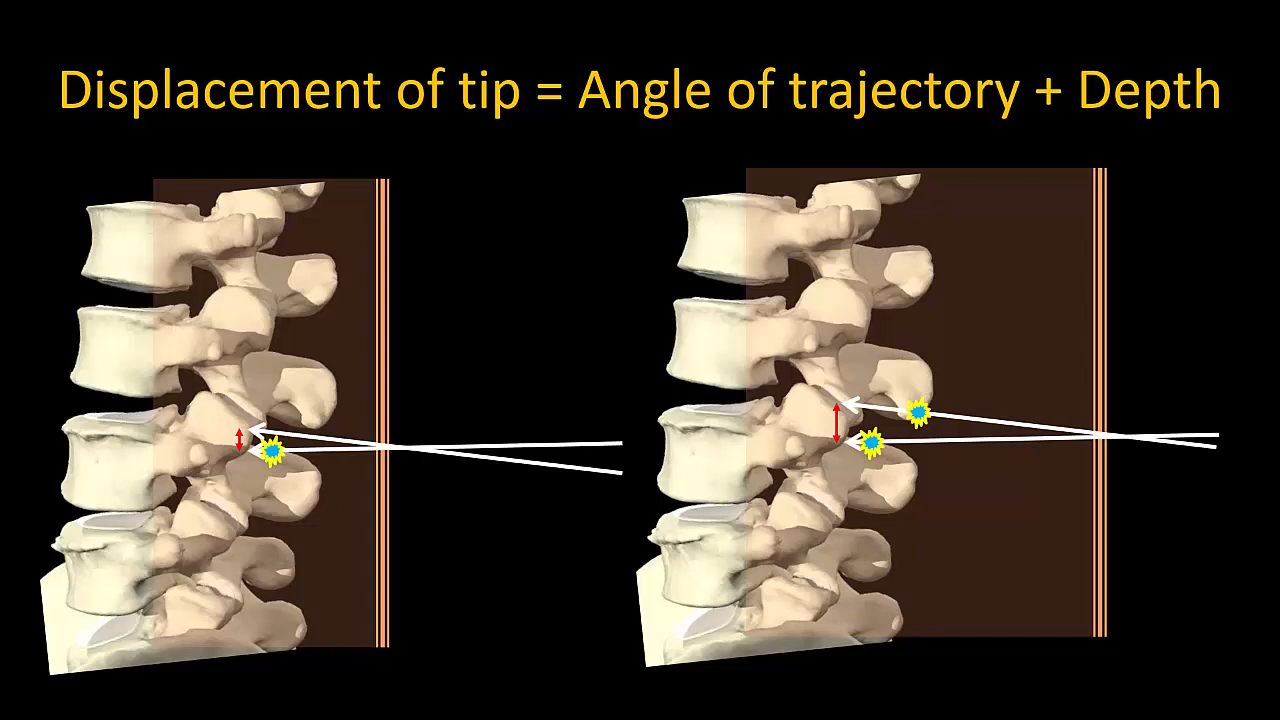 Displacement of tip = Angle of trajectory + Depth